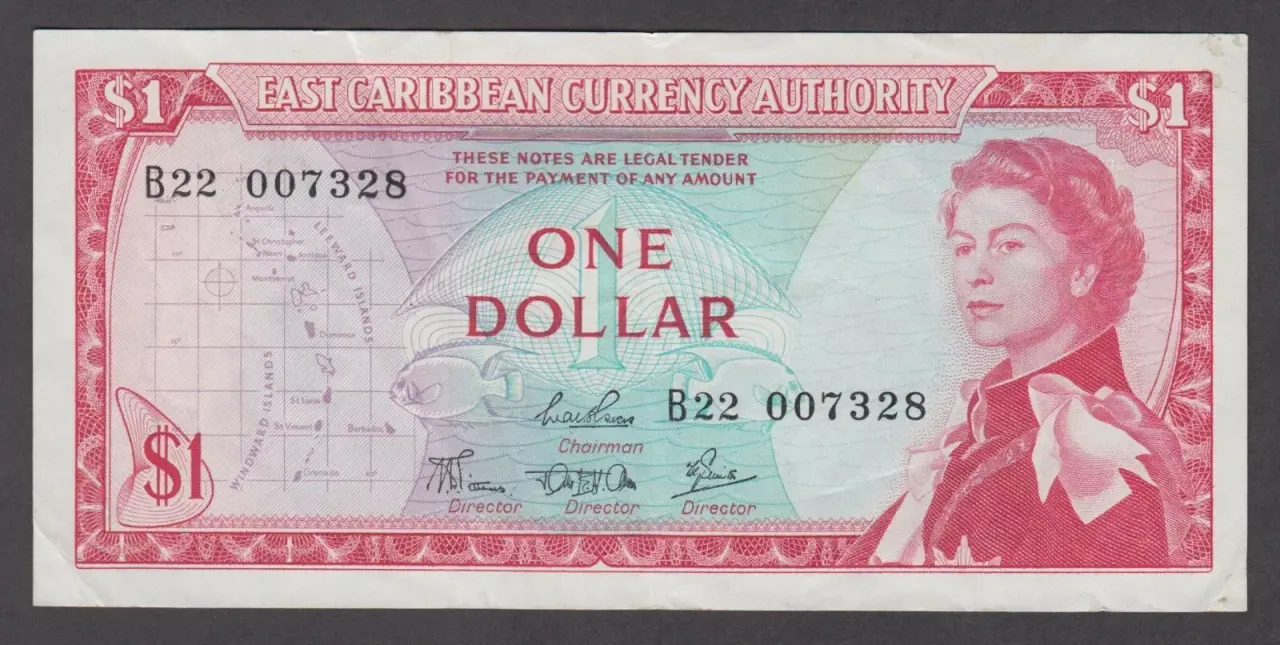 $1
EAST CARIBBEAN CURRENCY AUTHORITY
$1
THESE NOTES ARE LEGAL TENDER
FOR THE PAYMENT OF ANY AMOUNT
B22 007328
Anguilla
St Christopher
Nevis
Antigua
Montserrat
LEEWARD ISLANDS
Dominica
St Lucia
St Vincent
Barbados
Grenada
WINDWARD ISLANDS
1
ONE
DOLLAR
B22 007328
Chairman
$1
Director
Director
Director